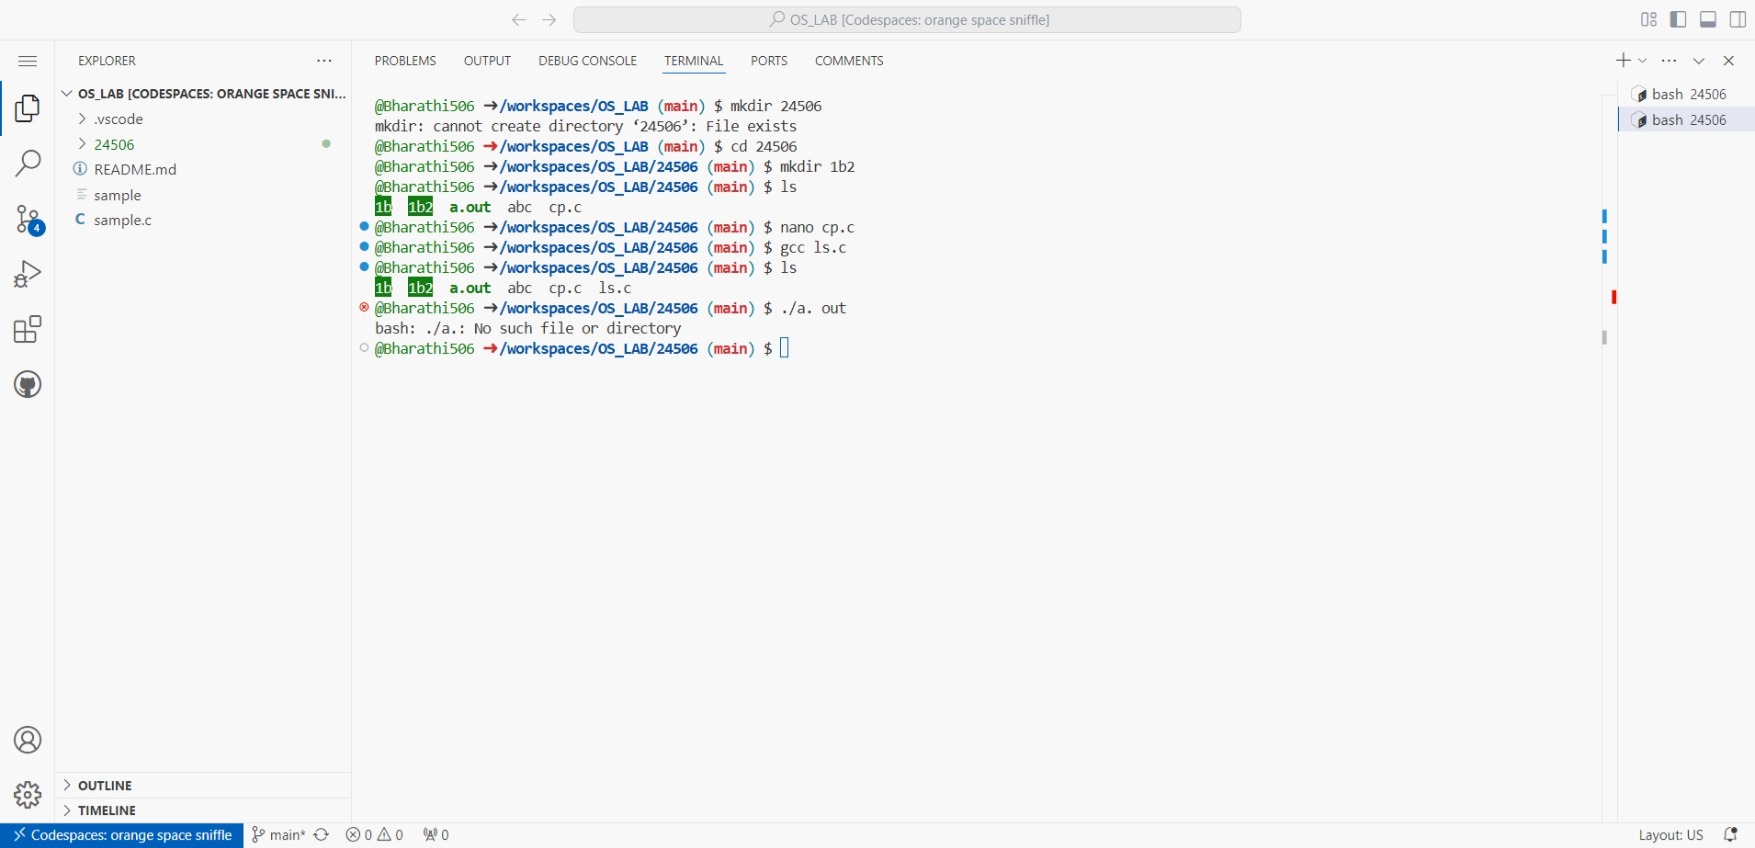 OS_LAB [Codespaces: orange space sniffle]
EXPLORER
OS_LAB [CODESPACES: ORANGE SPACE SNI...
.vscode
24506
README.md
sample
C sample.c
4
OUTLINE
TIMELINE
PROBLEMS OUTPUT DEBUG CONSOLE TERMINAL PORTS COMMENTS
@Bharathi506 ➜/workspaces/OS_LAB (main) $ mkdir 24506
mkdir: cannot create directory ‘24506’: File exists
@Bharathi506 ➜/workspaces/OS_LAB (main) $ cd 24506
@Bharathi506 ➜/workspaces/OS_LAB/24506 (main) $ mkdir 1b2
@Bharathi506 ➜/workspaces/OS_LAB/24506 (main) $ ls
1b 1b2 a.out abc cp.c
@Bharathi506 ➜/workspaces/OS_LAB/24506 (main) $ nano cp.c
@Bharathi506 ➜/workspaces/OS_LAB/24506 (main) $ gcc ls.c
@Bharathi506 ➜/workspaces/OS_LAB/24506 (main) $ ls
1b 1b2 a.out abc cp.c ls.c
@Bharathi506 ➜/workspaces/OS_LAB/24506 (main) $ ./a. out
bash: ./a.: No such file or directory
@Bharathi506 ➜/workspaces/OS_LAB/24506 (main) $
bash 24506
bash 24506
Codespaces: orange space sniffle main* 0 0 0 Layout: US